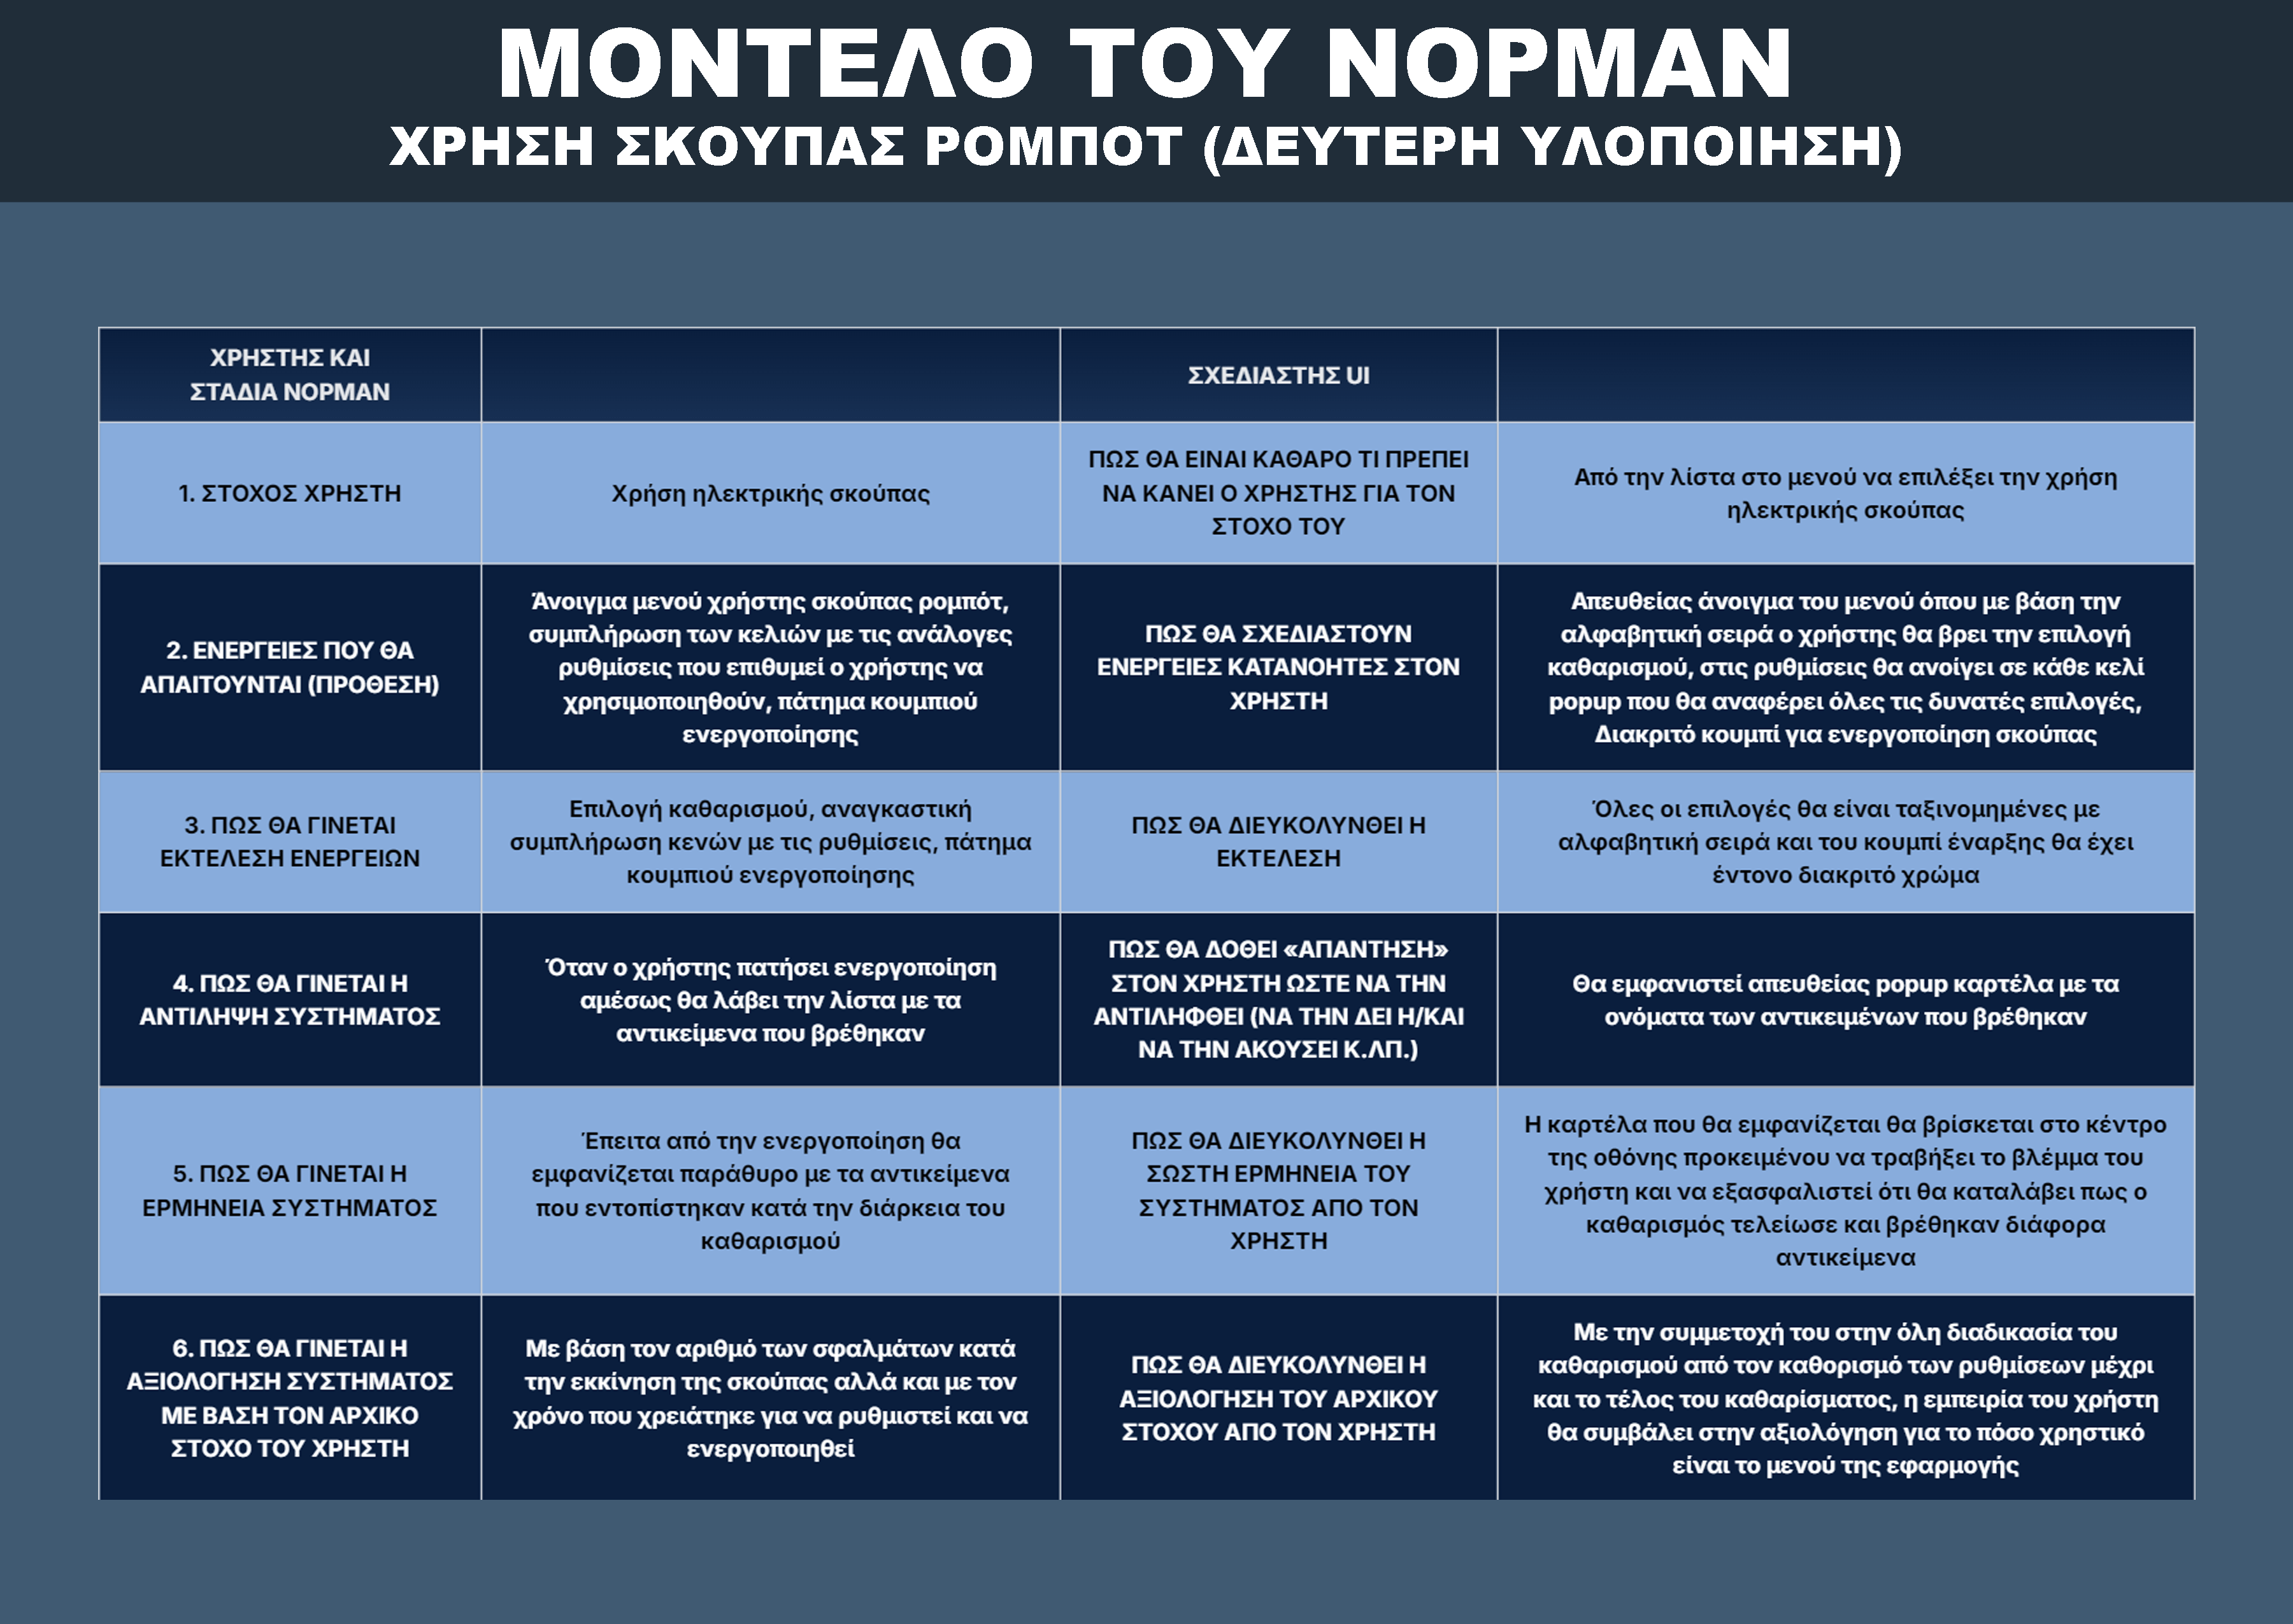 ΜΟΝΤΕΛΟ ΤΟΥ ΝΟΡΜΑΝ
ΧΡΗΣΗ ΣΚΟΥΠΑΣ ΡΟΜΠΟΤ (ΔΕΥΤΕΡΗ ΥΛΟΠΟΙΗΣΗ)
ΧΡΗΣΤΗΣ ΚΑΙ
ΣΤΑΔΙΑ NORMAN
ΣΧΕΔΙΑΣΤΗΣ UI
1. ΣΤΟΧΟΣ ΧΡΗΣΤΗ
Χρήση ηλεκτρικής σκούπας
ΠΩΣ ΘΑ ΕΙΝΑΙ ΚΑΘΑΡΟ ΤΙ ΠΡΕΠΕΙ
ΝΑ ΚΑΝΕΙ Ο ΧΡΗΣΤΗΣ ΓΙΑ ΤΟΝ
ΣΤΟΧΟ ΤΟΥ
Από την λίστα στο μενού να επιλέξει την χρήση
ηλεκτρικής σκούπας
2. ΕΝΕΡΓΕΙΕΣ ΠΟΥ ΘΑ
ΑΠΑΙΤΟΥΝΤΑΙ (ΠΡΟΘΕΣΗ)
Άνοιγμα μενού χρήστης σκούπας ρομπότ,
συμπλήρωση των κελιών με τις ανάλογες
ρυθμίσεις που επιθυμεί ο χρήστης να
χρησιμοποιηθούν, πάτημα κουμπιού
ενεργοποίησης
ΠΩΣ ΘΑ ΣΧΕΔΙΑΣΤΟΥΝ
ΕΝΕΡΓΕΙΕΣ ΚΑΤΑΝΟΗΤΕΣ ΣΤΟΝ
ΧΡΗΣΤΗ
Απευθείας άνοιγμα του μενού όπου με βάση την
αλφαβητική σειρά ο χρήστης θα βρει την επιλογή
καθαρισμού, στις ρυθμίσεις θα ανοίγει σε κάθε κελί
popup που θα αναφέρει όλες τις δυνατές επιλογές,
Διακριτό κουμπί για ενεργοποίηση σκούπας
3. ΠΩΣ ΘΑ ΓΙΝΕΤΑΙ
ΕΚΤΕΛΕΣΗ ΕΝΕΡΓΕΙΩΝ
Επιλογή καθαρισμού, αναγκαστική
συμπλήρωση κενών με τις ρυθμίσεις, πάτημα
κουμπιού ενεργοποίησης
ΠΩΣ ΘΑ ΔΙΕΥΚΟΛΥΝΘΕΙ Η
ΕΚΤΕΛΕΣΗ
Όλες οι επιλογές θα είναι ταξινομημένες με
αλφαβητική σειρά και του κουμπί έναρξης θα έχει
έντονο διακριτό χρώμα
4. ΠΩΣ ΘΑ ΓΙΝΕΤΑΙ Η
ΑΝΤΙΛΗΨΗ ΣΥΣΤΗΜΑΤΟΣ
Όταν ο χρήστης πατήσει ενεργοποίηση
αμέσως θα λάβει την λίστα με τα
αντικείμενα που βρέθηκαν
ΠΩΣ ΘΑ ΔΟΘΕΙ «ΑΠΑΝΤΗΣΗ»
ΣΤΟΝ ΧΡΗΣΤΗ ΩΣΤΕ ΝΑ ΤΗΝ
ΑΝΤΙΛΗΦΘΕΙ (ΝΑ ΤΗΝ ΔΕΙ Η/ΚΑΙ
ΝΑ ΤΗΝ ΑΚΟΥΣΕΙ Κ.ΛΠ.)
Θα εμφανιστεί απευθείας popup καρτέλα με τα
ονόματα των αντικειμένων που βρέθηκαν
5. ΠΩΣ ΘΑ ΓΙΝΕΤΑΙ Η
ΕΡΜΗΝΕΙΑ ΣΥΣΤΗΜΑΤΟΣ
Έπειτα από την ενεργοποίηση θα
εμφανίζεται παράθυρο με τα αντικείμενα
που εντοπίστηκαν κατά την διάρκεια του
καθαρισμού
ΠΩΣ ΘΑ ΔΙΕΥΚΟΛΥΝΘΕΙ Η
ΣΩΣΤΗ ΕΡΜΗΝΕΙΑ ΤΟΥ
ΣΥΣΤΗΜΑΤΟΣ ΑΠΟ ΤΟΝ
ΧΡΗΣΤΗ
Η καρτέλα που θα εμφανίζεται θα βρίσκεται στο κέντρο
της οθόνης προκειμένου να τραβήξει το βλέμμα του
χρήστη και να εξασφαλιστεί ότι θα καταλάβει πως ο
καθαρισμός τελείωσε και βρέθηκαν διάφορα
αντικείμενα
6. ΠΩΣ ΘΑ ΓΙΝΕΤΑΙ Η
ΑΞΙΟΛΟΓΗΣΗ ΣΥΣΤΗΜΑΤΟΣ
ΜΕ ΒΑΣΗ ΤΟΝ ΑΡΧΙΚΟ
ΣΤΟΧΟ ΤΟΥ ΧΡΗΣΤΗ
Με βάση τον αριθμό των σφαλμάτων κατά
την εκκίνηση της σκούπας αλλά και με τον
χρόνο που χρειάτηκε για να ρυθμιστεί και να
ενεργοποιηθεί
ΠΩΣ ΘΑ ΔΙΕΥΚΟΛΥΝΘΕΙ Η
ΑΞΙΟΛΟΓΗΣΗ ΤΟΥ ΑΡΧΙΚΟΥ
ΣΤΟΧΟΥ ΑΠΟ ΤΟΝ ΧΡΗΣΤΗ
Με την συμμετοχή του στην όλη διαδικασία του
καθαρισμού από τον καθορισμό των ρυθμίσεων μέχρι
και το τέλος του καθαρίσματος, η εμπειρία του χρήστη
θα συμβάλει στην αξιολόγηση για το πόσο χρηστικό
είναι το μενού της εφαρμογής